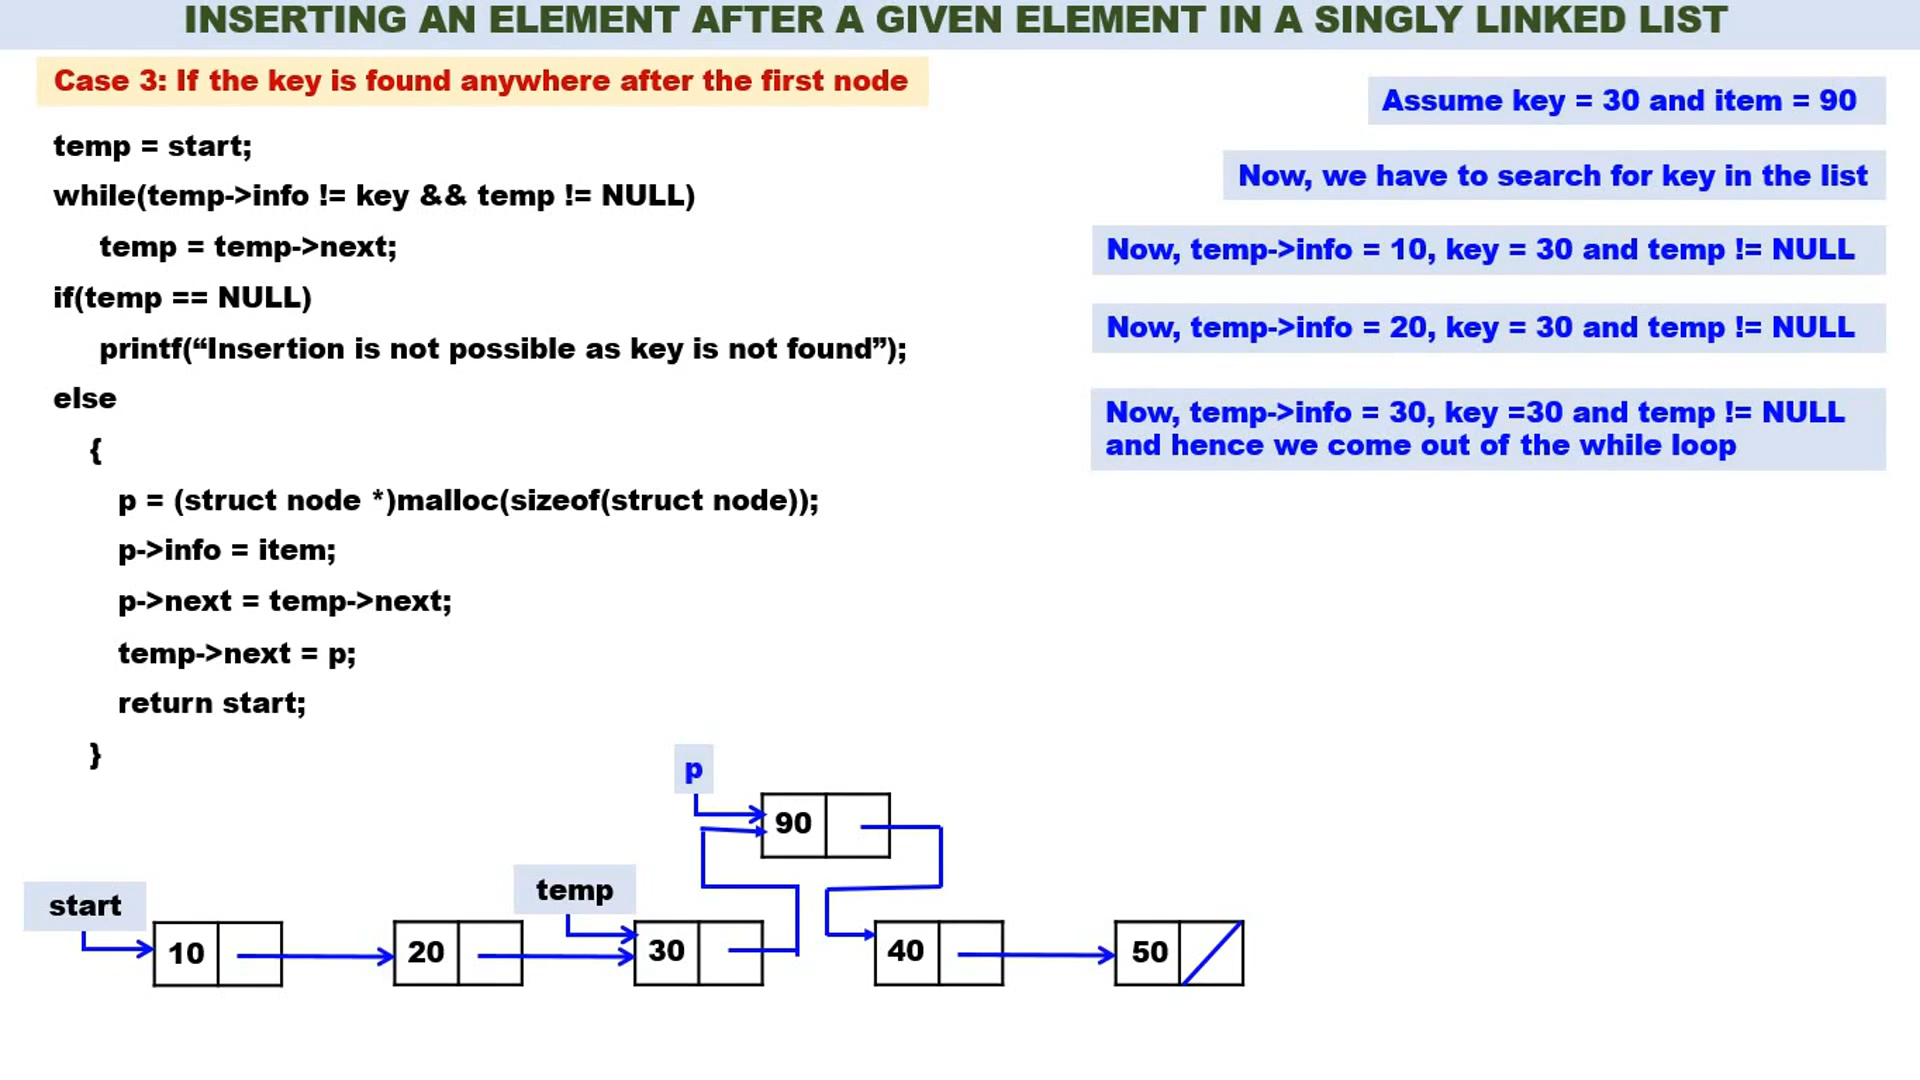 INSERTING AN ELEMENT AFTER A GIVEN ELEMENT IN A SINGLY LINKED LIST
Case 3: If the key is found anywhere after the first node
temp = start;
while(temp->info != key && temp != NULL)
temp = temp->next;
if(temp == NULL)
printf(“Insertion is not possible as key is not found”);
else
{
p = (struct node *)malloc(sizeof(struct node));
p->info = item;
p->next = temp->next;
temp->next = p;
return start;
}
Assume key = 30 and item = 90
Now, we have to search for key in the list
Now, temp->info = 10, key = 30 and temp != NULL
Now, temp->info = 20, key = 30 and temp != NULL
Now, temp->info = 30, key =30 and temp != NULL
and hence we come out of the while loop
p
90
temp
start
10 20 30 40 50